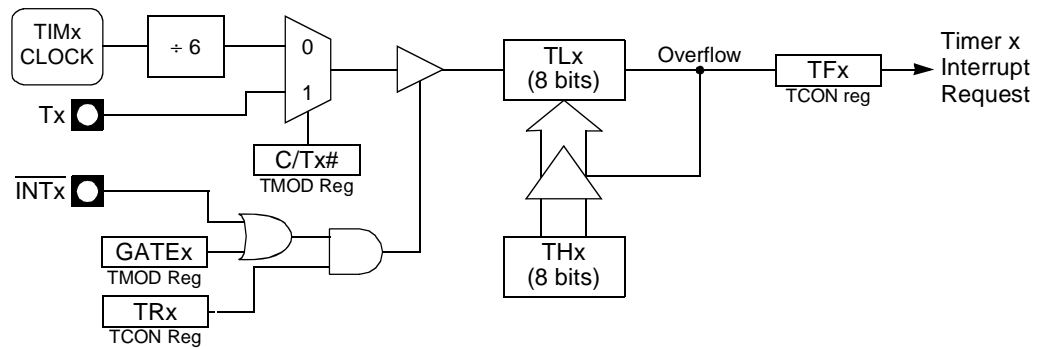 TIMx
CLOCK
÷ 6
0
1
Tx
C/Tx#
TMOD Reg
INTx
GATEx
TMOD Reg
TRx
TCON Reg
TLx
(8 bits)
Overflow
TFx
TCON reg
Timer x
Interrupt
Request
THx
(8 bits)